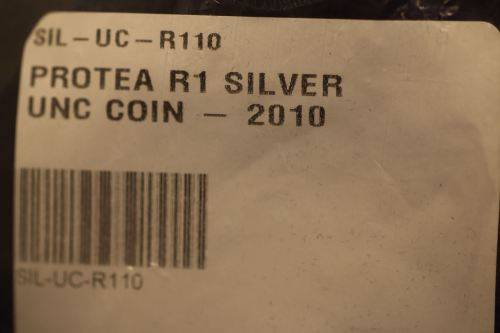 SIL-UC-R110
PROTEA R1 SILVER
UNC COIN - 2010
SIL-UC-R110